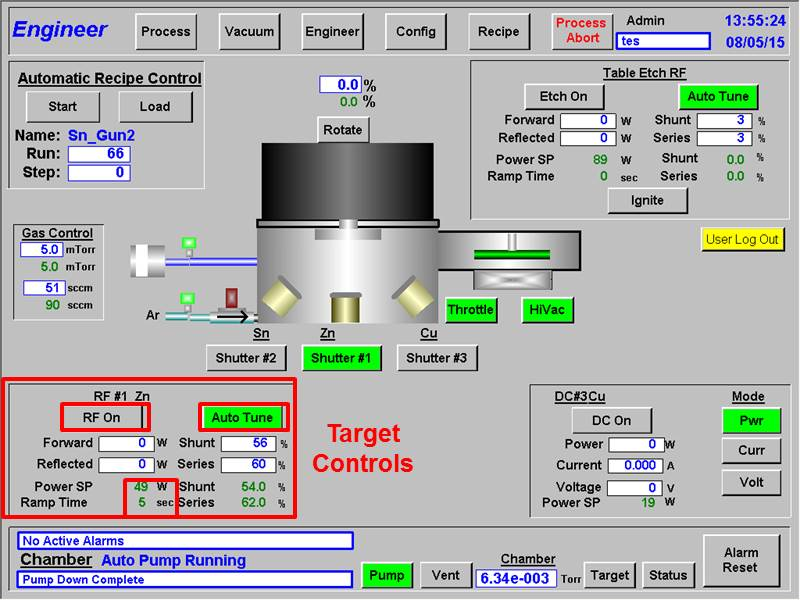 Engineer
Process
Vacuum
Engineer
Config
Recipe
Process
Abort
Admin
tes
13:55:24
08/05/15
Automatic Recipe Control
Start
Load
Name: Sn_Gun2
Run: 66
Step: 0
0.0 %
0.0 %
Rotate
Table Etch RF
Etch On
Auto Tune
Forward 0 W Shunt 3 %
Reflected 0 W Series 3 %
Power SP 89 W Shunt 0.0 %
Ramp Time 0 sec Series 0.0 %
Ignite
User Log Out
Gas Control
5.0 mTorr
5.0 mTorr
51 sccm
90 sccm
Ar
Throttle
HiVac
Sn
Zn
Cu
Shutter #2
Shutter #1
Shutter #3
RF #1 Zn
RF On
Auto Tune
Forward 0 W Shunt 56 %
Reflected 0 W Series 60 %
Power SP 49 W Shunt 54.0 %
Ramp Time 5 sec Series 62.0 %
Target
Controls
DC#3Cu
DC On
Power 0 W
Current 0.000 A
Voltage 0 V
Power SP 19 W
Mode
Pwr
Curr
Volt
No Active Alarms
Chamber Auto Pump Running
Pump Down Complete
Pump
Vent
Chamber
6.34e-003 Torr
Target
Status
Alarm
Reset